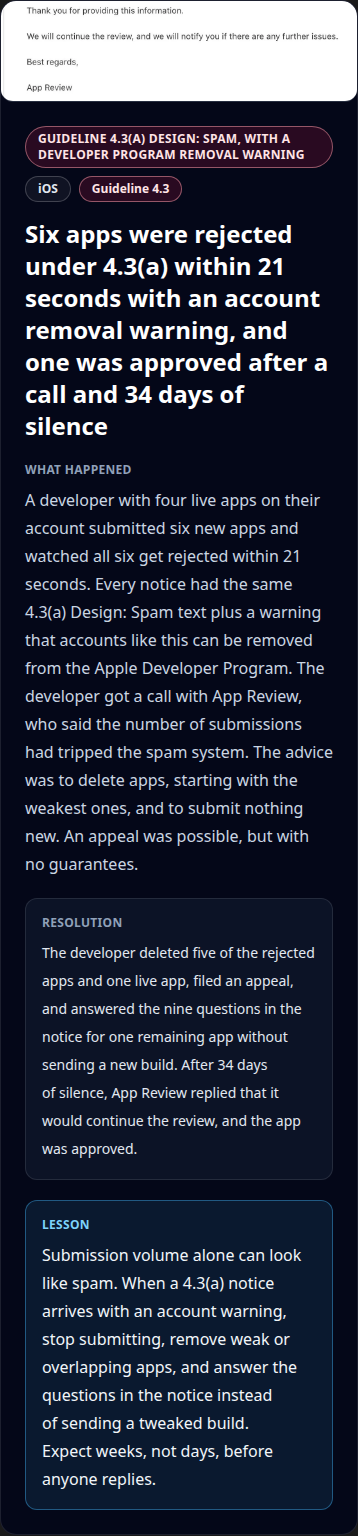 Thank you for providing this information.
We will continue the review, and we will notify you if there are any further issues.
Best regards,
App Review
GUIDELINE 4.3(A) DESIGN: SPAM, WITH A
DEVELOPER PROGRAM REMOVAL WARNING
iOS
Guideline 4.3
Six apps were rejected
under 4.3(a) within 21
seconds with an account
removal warning, and
one was approved after a
call and 34 days of
silence
WHAT HAPPENED
A developer with four live apps on their
account submitted six new apps and
watched all six get rejected within 21
seconds. Every notice had the same
4.3(a) Design: Spam text plus a warning
that accounts like this can be removed
from the Apple Developer Program. The
developer got a call with App Review,
who said the number of submissions
had tripped the spam system. The advice
was to delete apps, starting with the
weakest ones, and to submit nothing
new. An appeal was possible, but with
no guarantees.
RESOLUTION
The developer deleted five of the rejected
apps and one live app, filed an appeal,
and answered the nine questions in the
notice for one remaining app without
sending a new build. After 34 days
of silence, App Review replied that it
would continue the review, and the app
was approved.
LESSON
Submission volume alone can look
like spam. When a 4.3(a) notice
arrives with an account warning,
stop submitting, remove weak or
overlapping apps, and answer the
questions in the notice instead
of sending a tweaked build.
Expect weeks, not days, before
anyone replies.